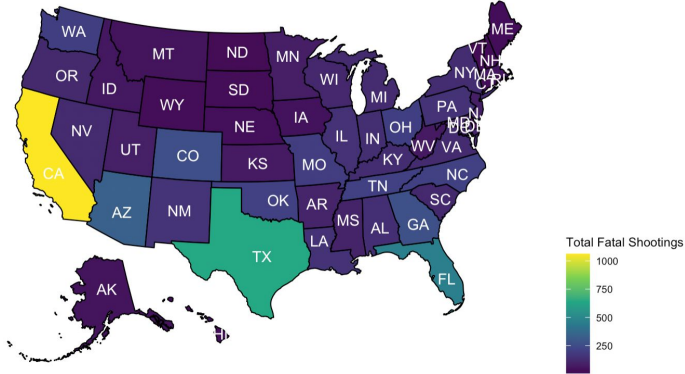 WA
MT
ND
MN
ME
VT
NH
OR
ID
SD
WI
NY
MA
WY
MI
IA
PA
NE
NV
OH
IL
IN
UT
CO
WV
VA
KS
MO
KY
CA
NC
TN
OK
AZ
NM
AR
SC
MS
AL
GA
LA
TX
FL
AK
HI
Total Fatal Shootings
1000
750
500
250